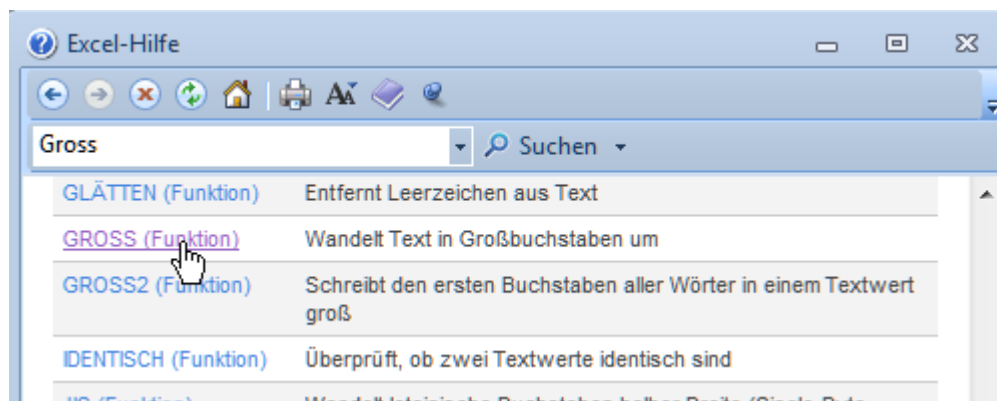 Excel-Hilfe
Gross
Suchen
GLÄTTEN (Funktion) Entfernt Leerzeichen aus Text
GROSS (Funktion) Wandelt Text in Großbuchstaben um
GROSS2 (Funktion) Schreibt den ersten Buchstaben aller Wörter in einem Textwert
groß
IDENTISCH (Funktion) Überprüft, ob zwei Textwerte identisch sind